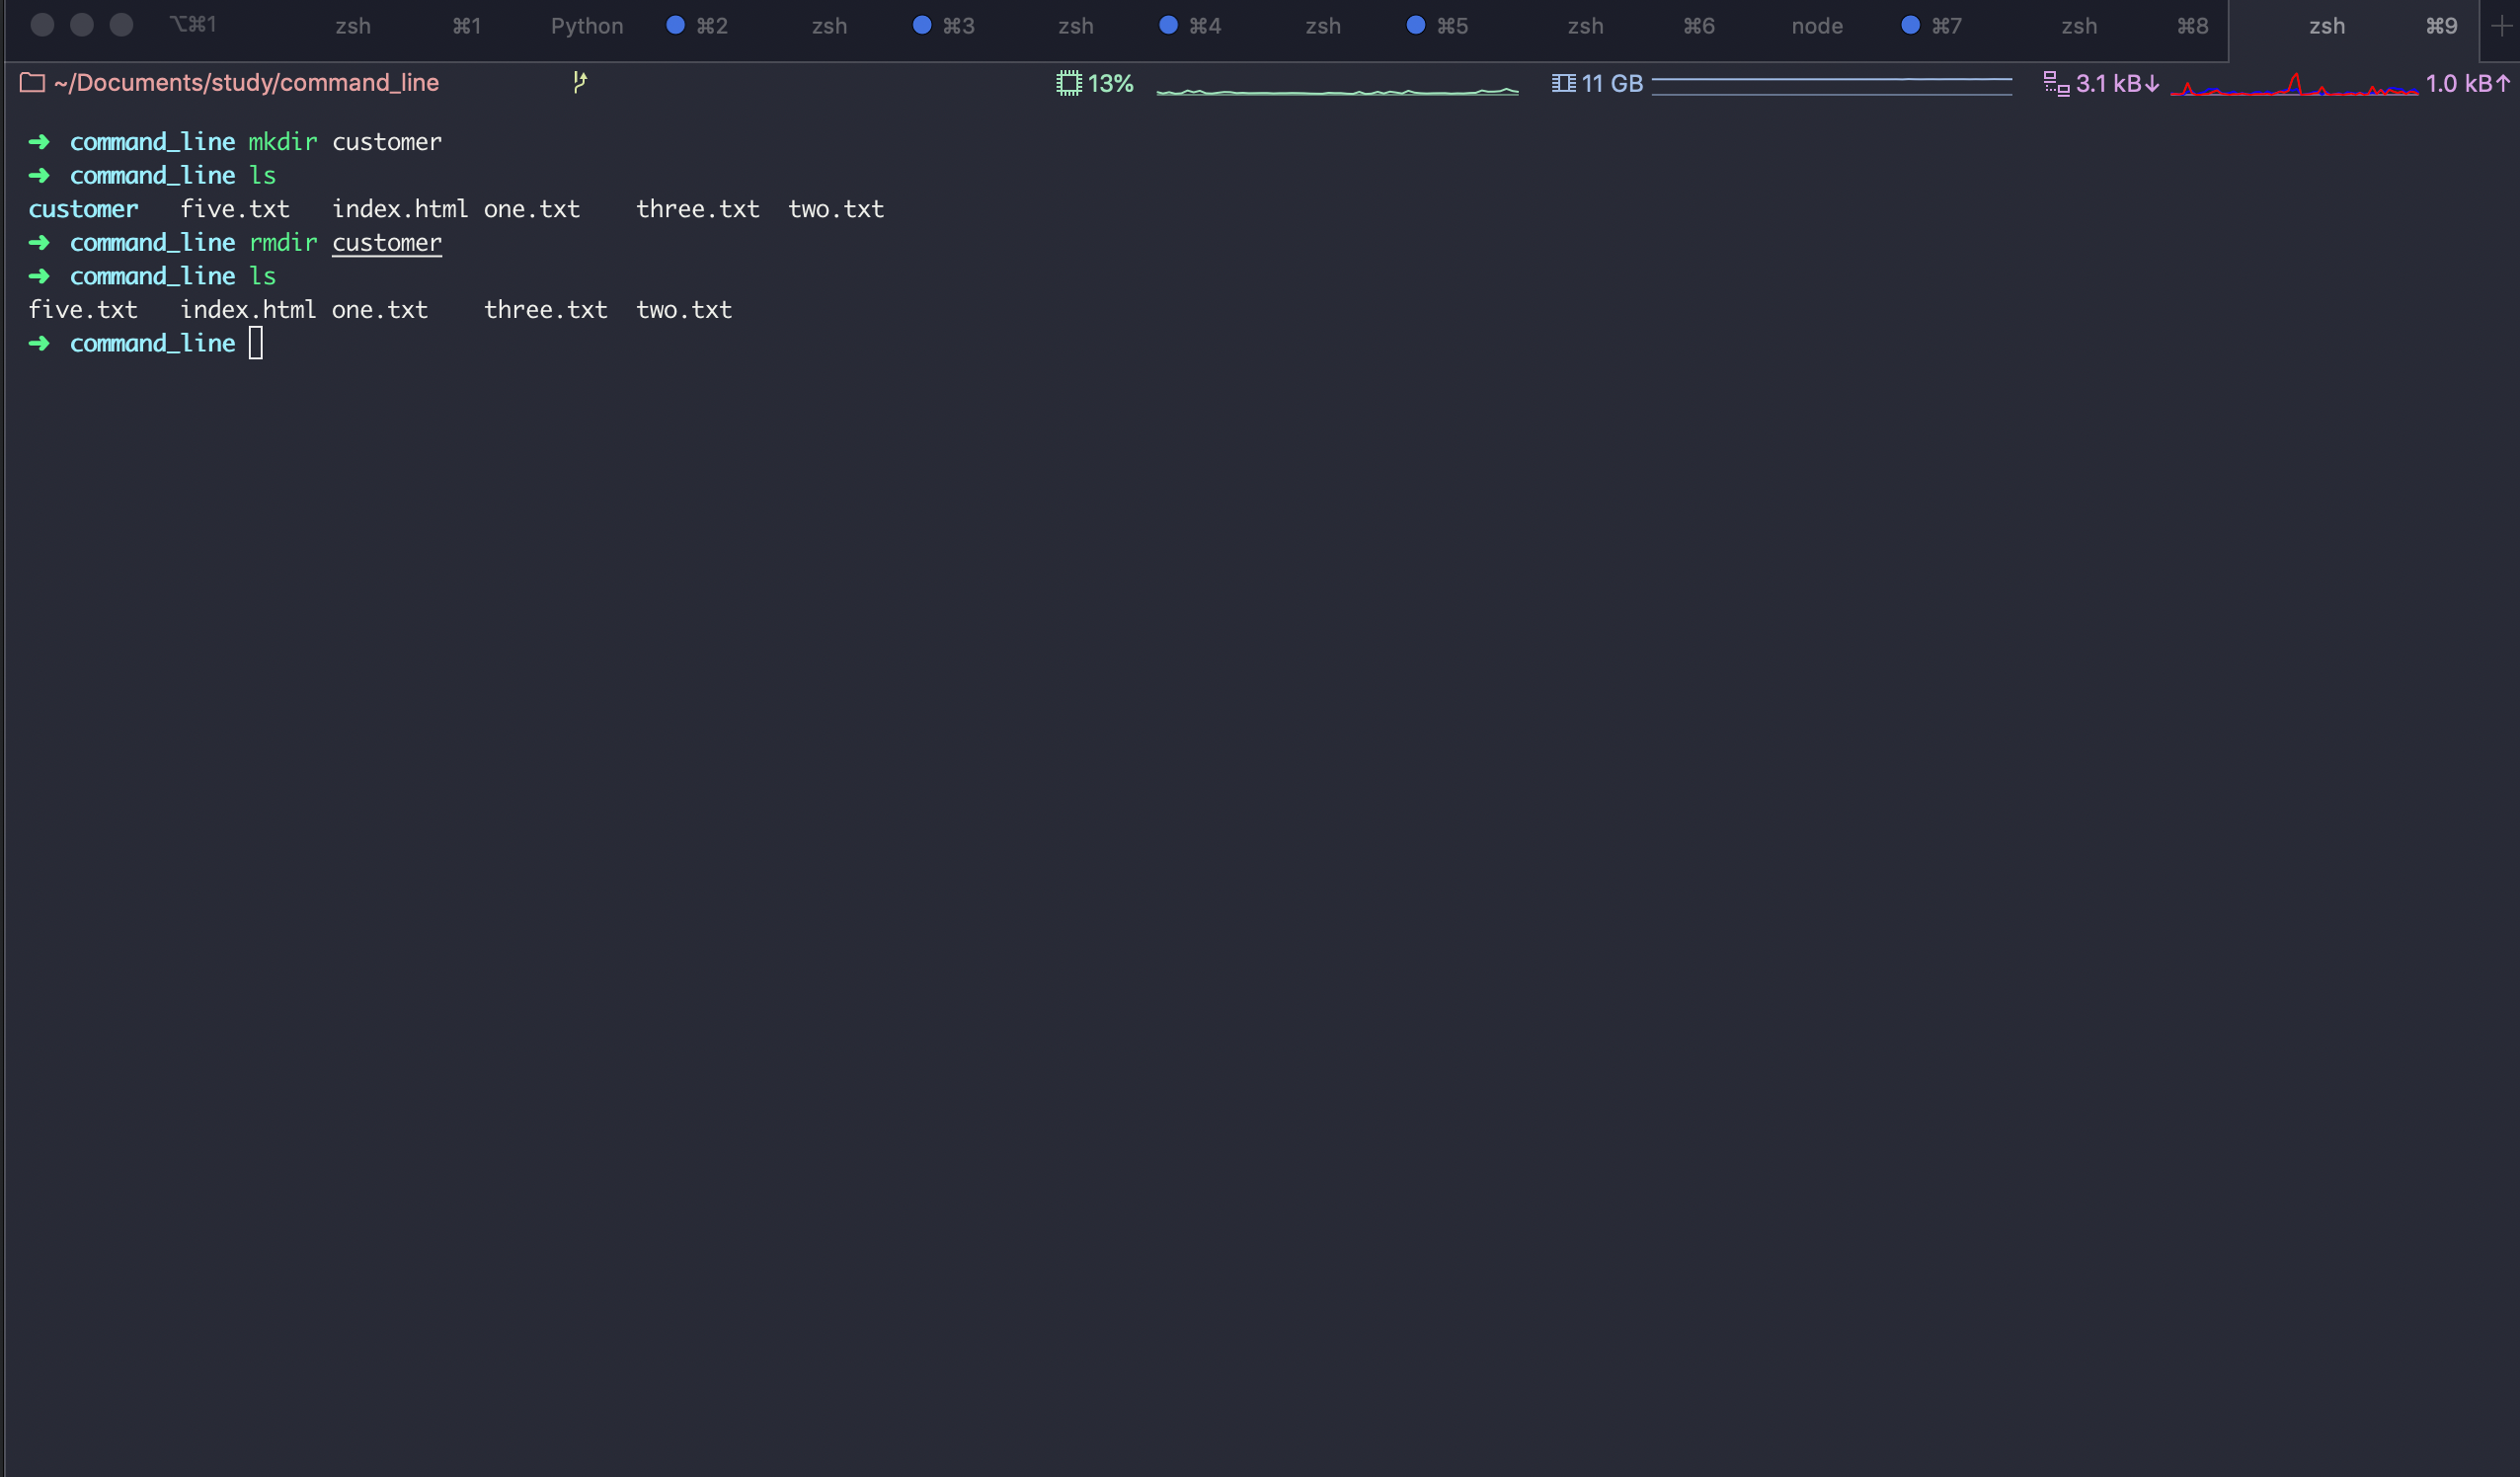 ⌥⌘1 zsh ⌘1 Python ⌘2 zsh ⌘3 zsh ⌘4 zsh ⌘5 zsh ⌘6 node ⌘7 zsh ⌘8 zsh ⌘9 +
~/Documents/study/command_line 13% 11 GB 3.1 kB↓ 1.0 kB↑
➜ command_line mkdir customer
➜ command_line ls
customer five.txt index.html one.txt three.txt two.txt
➜ command_line rmdir customer
➜ command_line ls
five.txt index.html one.txt three.txt two.txt
➜ command_line